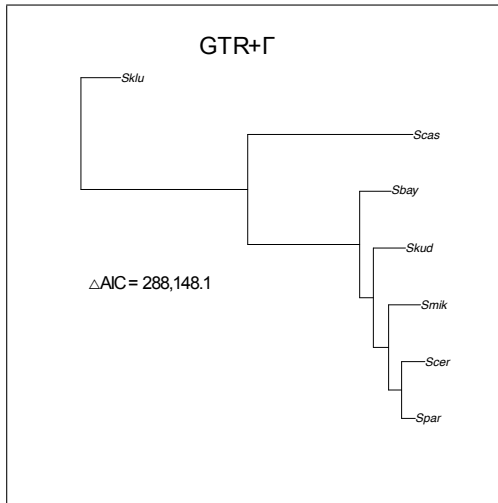 GTR+Γ
Sklu
Scas
Sbay
Skud
△AIC = 288,148.1
Smik
Scer
Spar